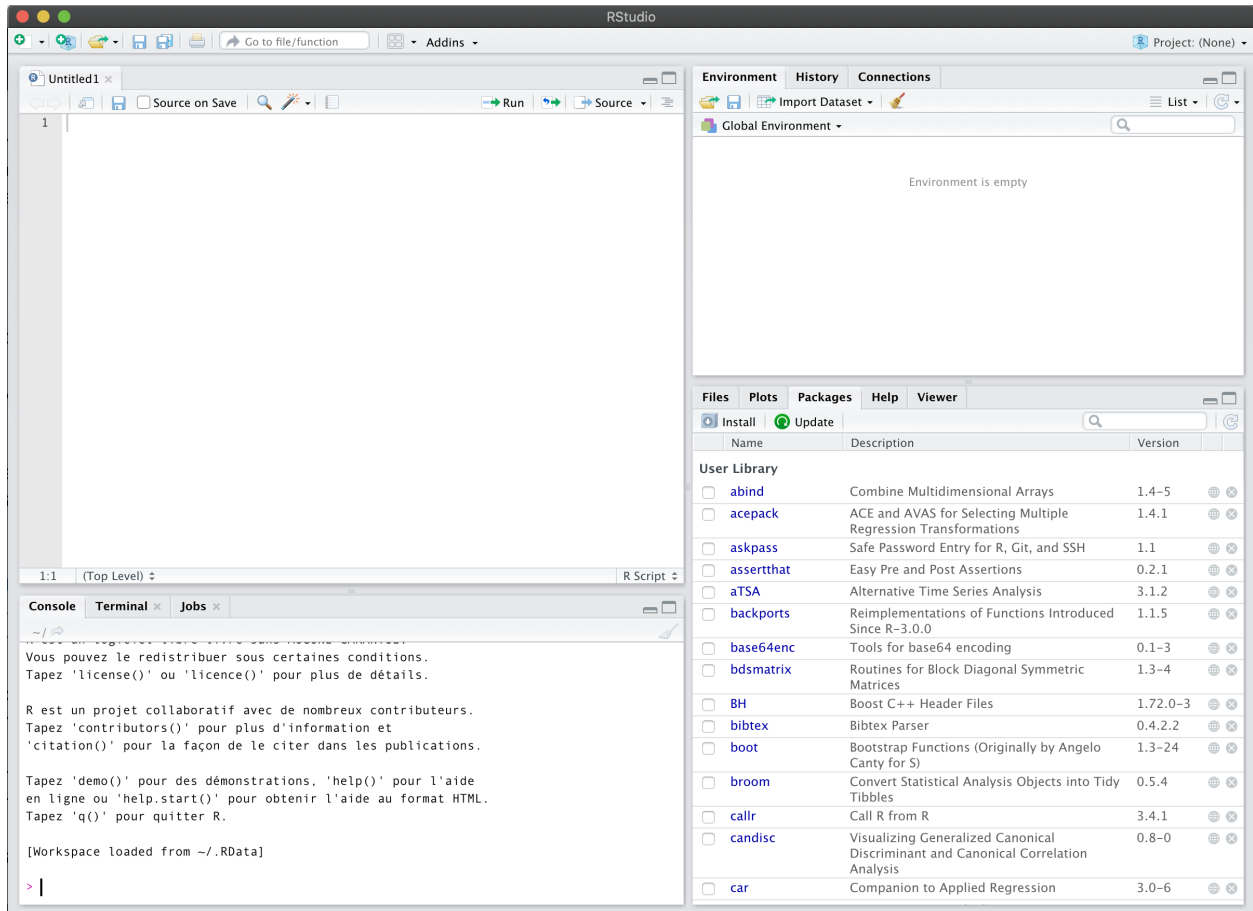 RStudio
Go to file/function
Addins
Project: (None)
Untitled1
Source on Save
Run
Source
1
1:1
(Top Level)
R Script
Console Terminal Jobs
~/
R est un logiciel libre livré sans AUCUNE GARANTIE.
Vous pouvez le redistribuer sous certaines conditions.
Tapez 'license()' ou 'licence()' pour plus de détails.
R est un projet collaboratif avec de nombreux contributeurs.
Tapez 'contributors()' pour plus d'information et
'citation()' pour la façon de le citer dans les publications.
Tapez 'demo()' pour des démonstrations, 'help()' pour l'aide
en ligne ou 'help.start()' pour obtenir l'aide au format HTML.
Tapez 'q()' pour quitter R.
[Workspace loaded from ~/.RData]
>
Environment History Connections
Import Dataset
List
Global Environment
Environment is empty
Files Plots Packages Help Viewer
Install Update
Name Description Version
User Library
abind Combine Multidimensional Arrays 1.4-5
acepack ACE and AVAS for Selecting Multiple 1.4.1
Regression Transformations
askpass Safe Password Entry for R, Git, and SSH 1.1
assertthat Easy Pre and Post Assertions 0.2.1
aTSA Alternative Time Series Analysis 3.1.2
backports Reimplementations of Functions Introduced 1.1.5
Since R-3.0.0
base64enc Tools for base64 encoding 0.1-3
bdsmatrix Routines for Block Diagonal Symmetric 1.3-4
Matrices
BH Boost C++ Header Files 1.72.0-3
bibtex Bibtex Parser 0.4.2.2
boot Bootstrap Functions (Originally by Angelo 1.3-24
Canty for S)
broom Convert Statistical Analysis Objects into Tidy 0.5.4
Tibbles
callr Call R from R 3.4.1
candisc Visualizing Generalized Canonical 0.8-0
Discriminant and Canonical Correlation
Analysis
car Companion to Applied Regression 3.0-6